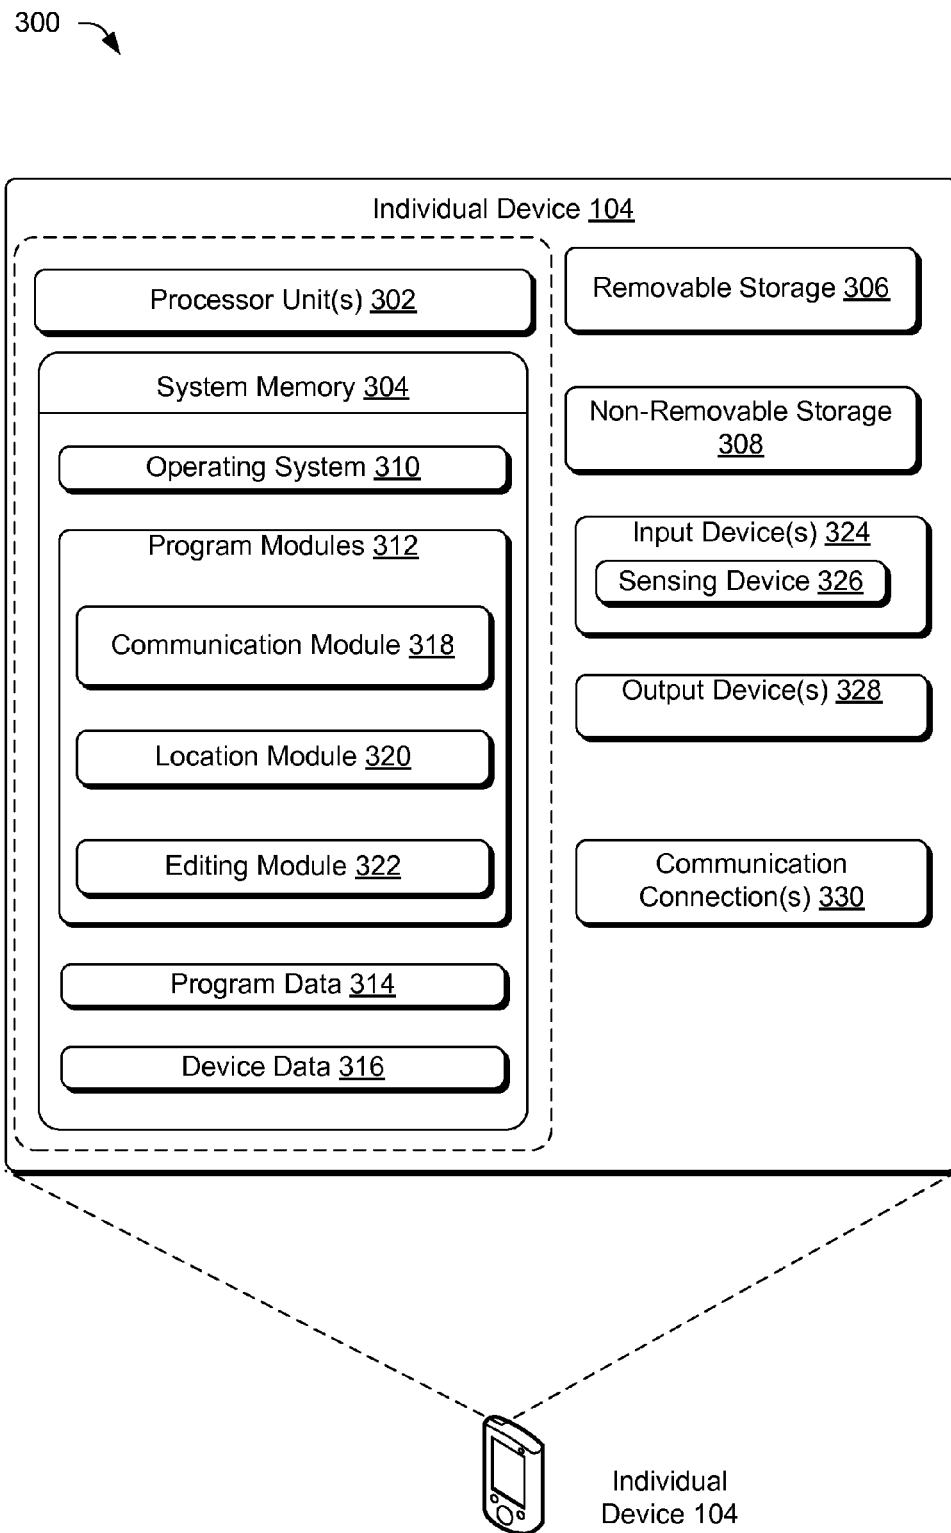 300
Individual Device 104
Processor Unit(s) 302
System Memory 304
Operating System 310
Program Modules 312
Communication Module 318
Location Module 320
Editing Module 322
Program Data 314
Device Data 316
Removable Storage 306
Non-Removable Storage
308
Input Device(s) 324
Sensing Device 326
Output Device(s) 328
Communication
Connection(s) 330
Individual
Device 104